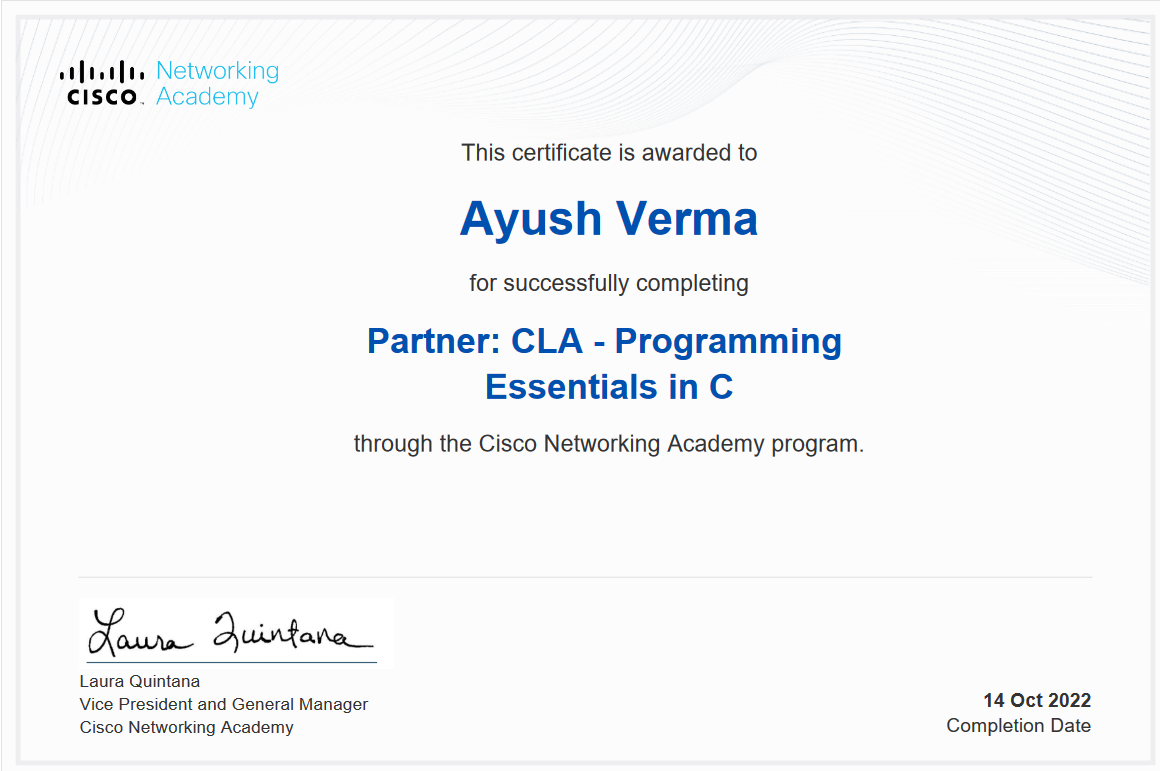 Networking
CISCO Academy
This certificate is awarded to
Ayush Verma
for successfully completing
Partner: CLA - Programming
Essentials in C
through the Cisco Networking Academy program.
Laura Quintana
Laura Quintana
Vice President and General Manager
Cisco Networking Academy
14 Oct 2022
Completion Date